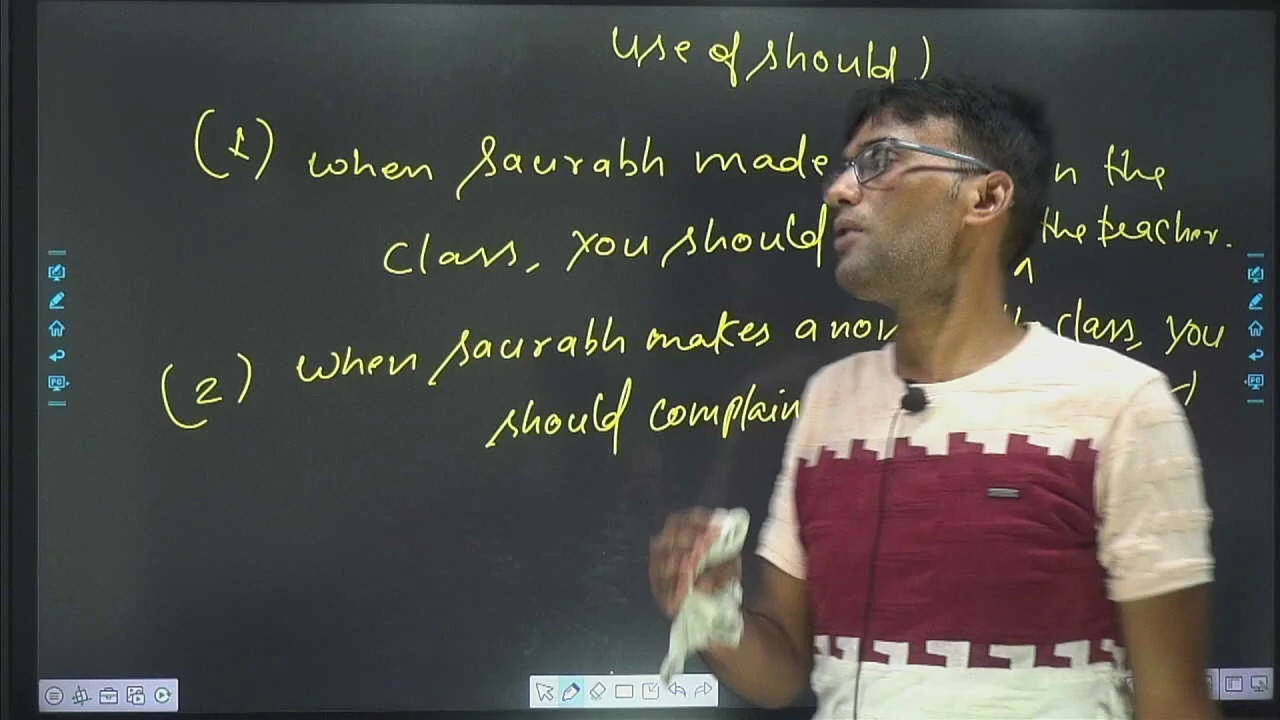 use of should)
(1) when saurabh made n the
class, you should the teacher.
(2) when saurabh makes a class, you
should complain